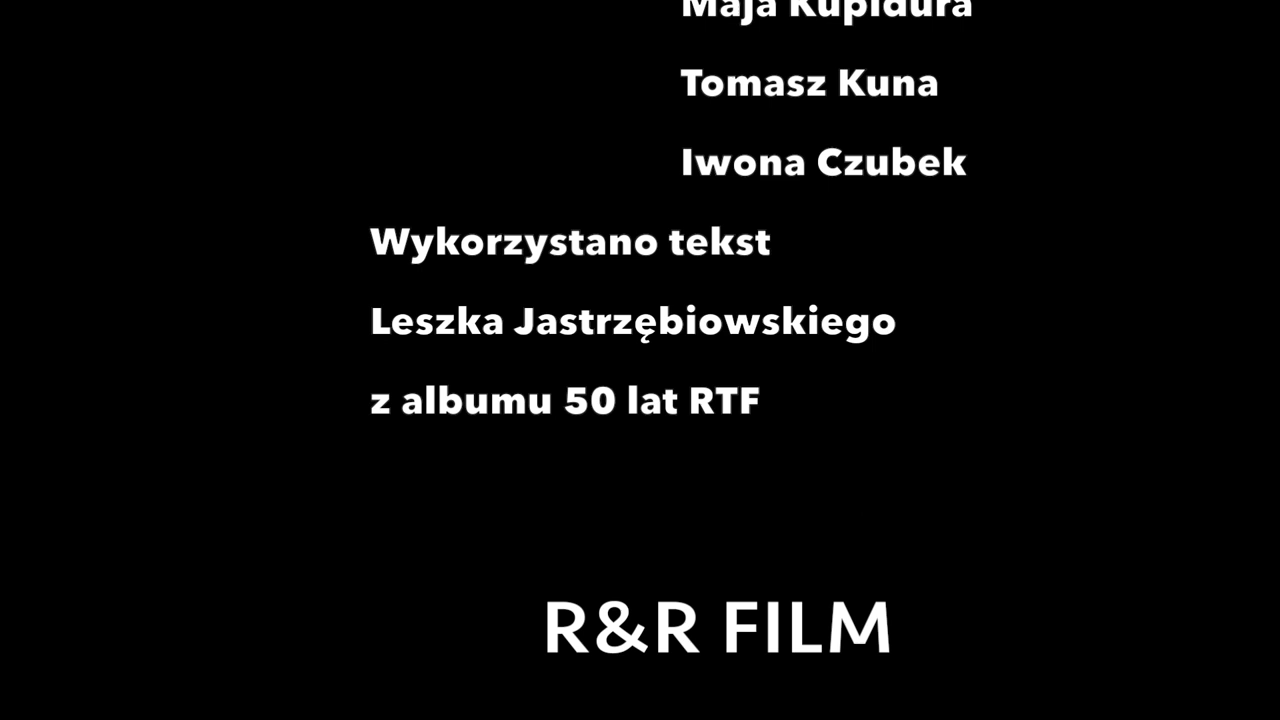 Maja Kupidura
Tomasz Kuna
Iwona Czubek
Wykorzystano tekst
Leszka Jastrzębiowskiego
z albumu 50 lat RTF
R&R FILM